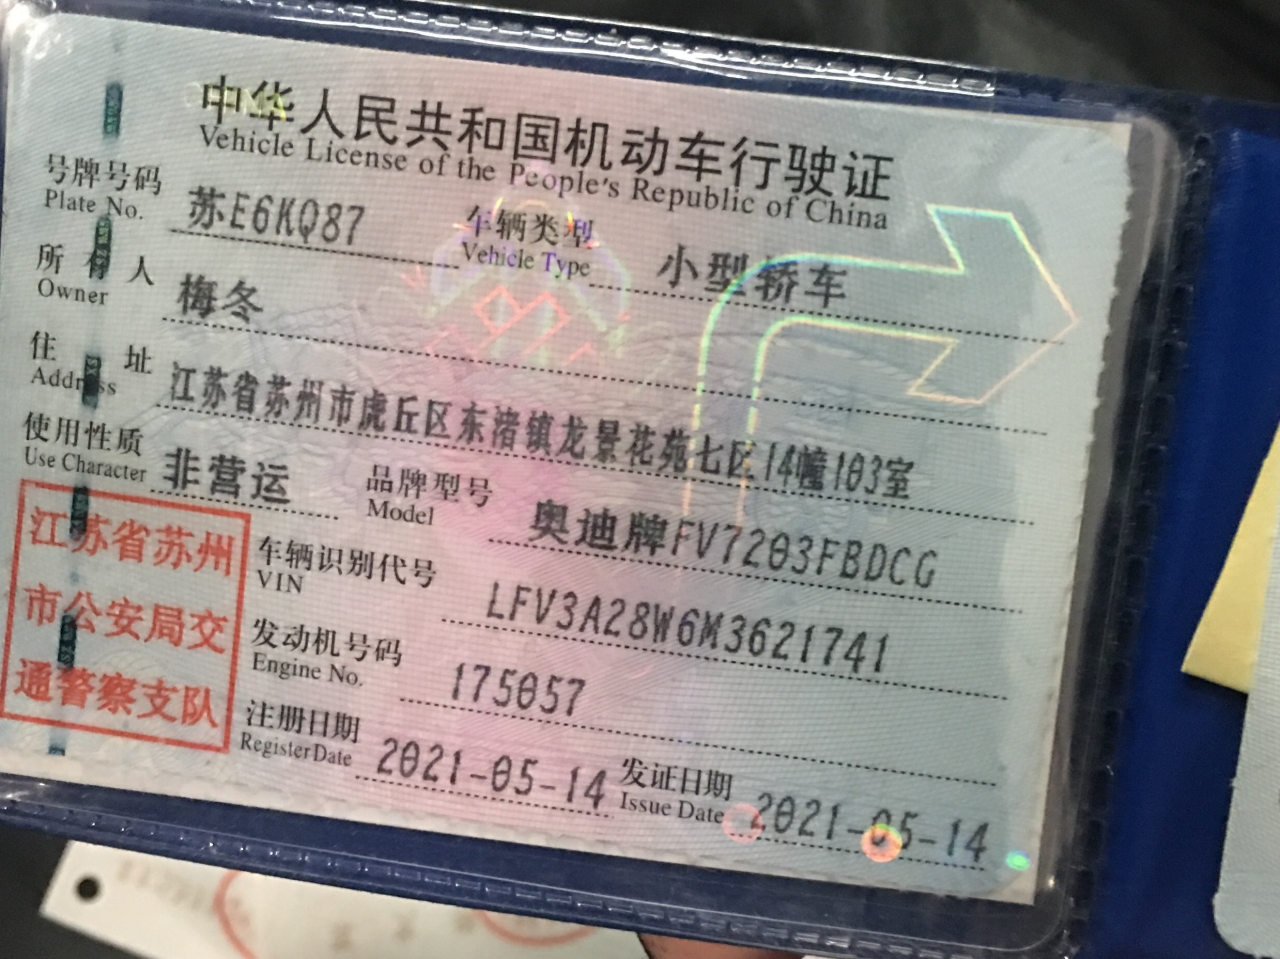 中华人民共和国机动车行驶证
Vehicle License of the People's Republic of China
号牌号码 苏E6KQ87 车辆类型 小型轿车
Plate No. Vehicle Type
所有人 梅冬
Owner
住址 江苏省苏州市虎丘区东渚镇龙景花苑七区14幢103室
Address
使用性质 非营运 品牌型号 奥迪牌FV7203FBDCG
Use Character Model
江苏省苏州
市公安局交
通警察支队
车辆识别代号 LFV3A28W6M3621741
VIN
发动机号码 175057
Engine No.
注册日期 2021-05-14 发证日期 2021-05-14
Register Date Issue Date